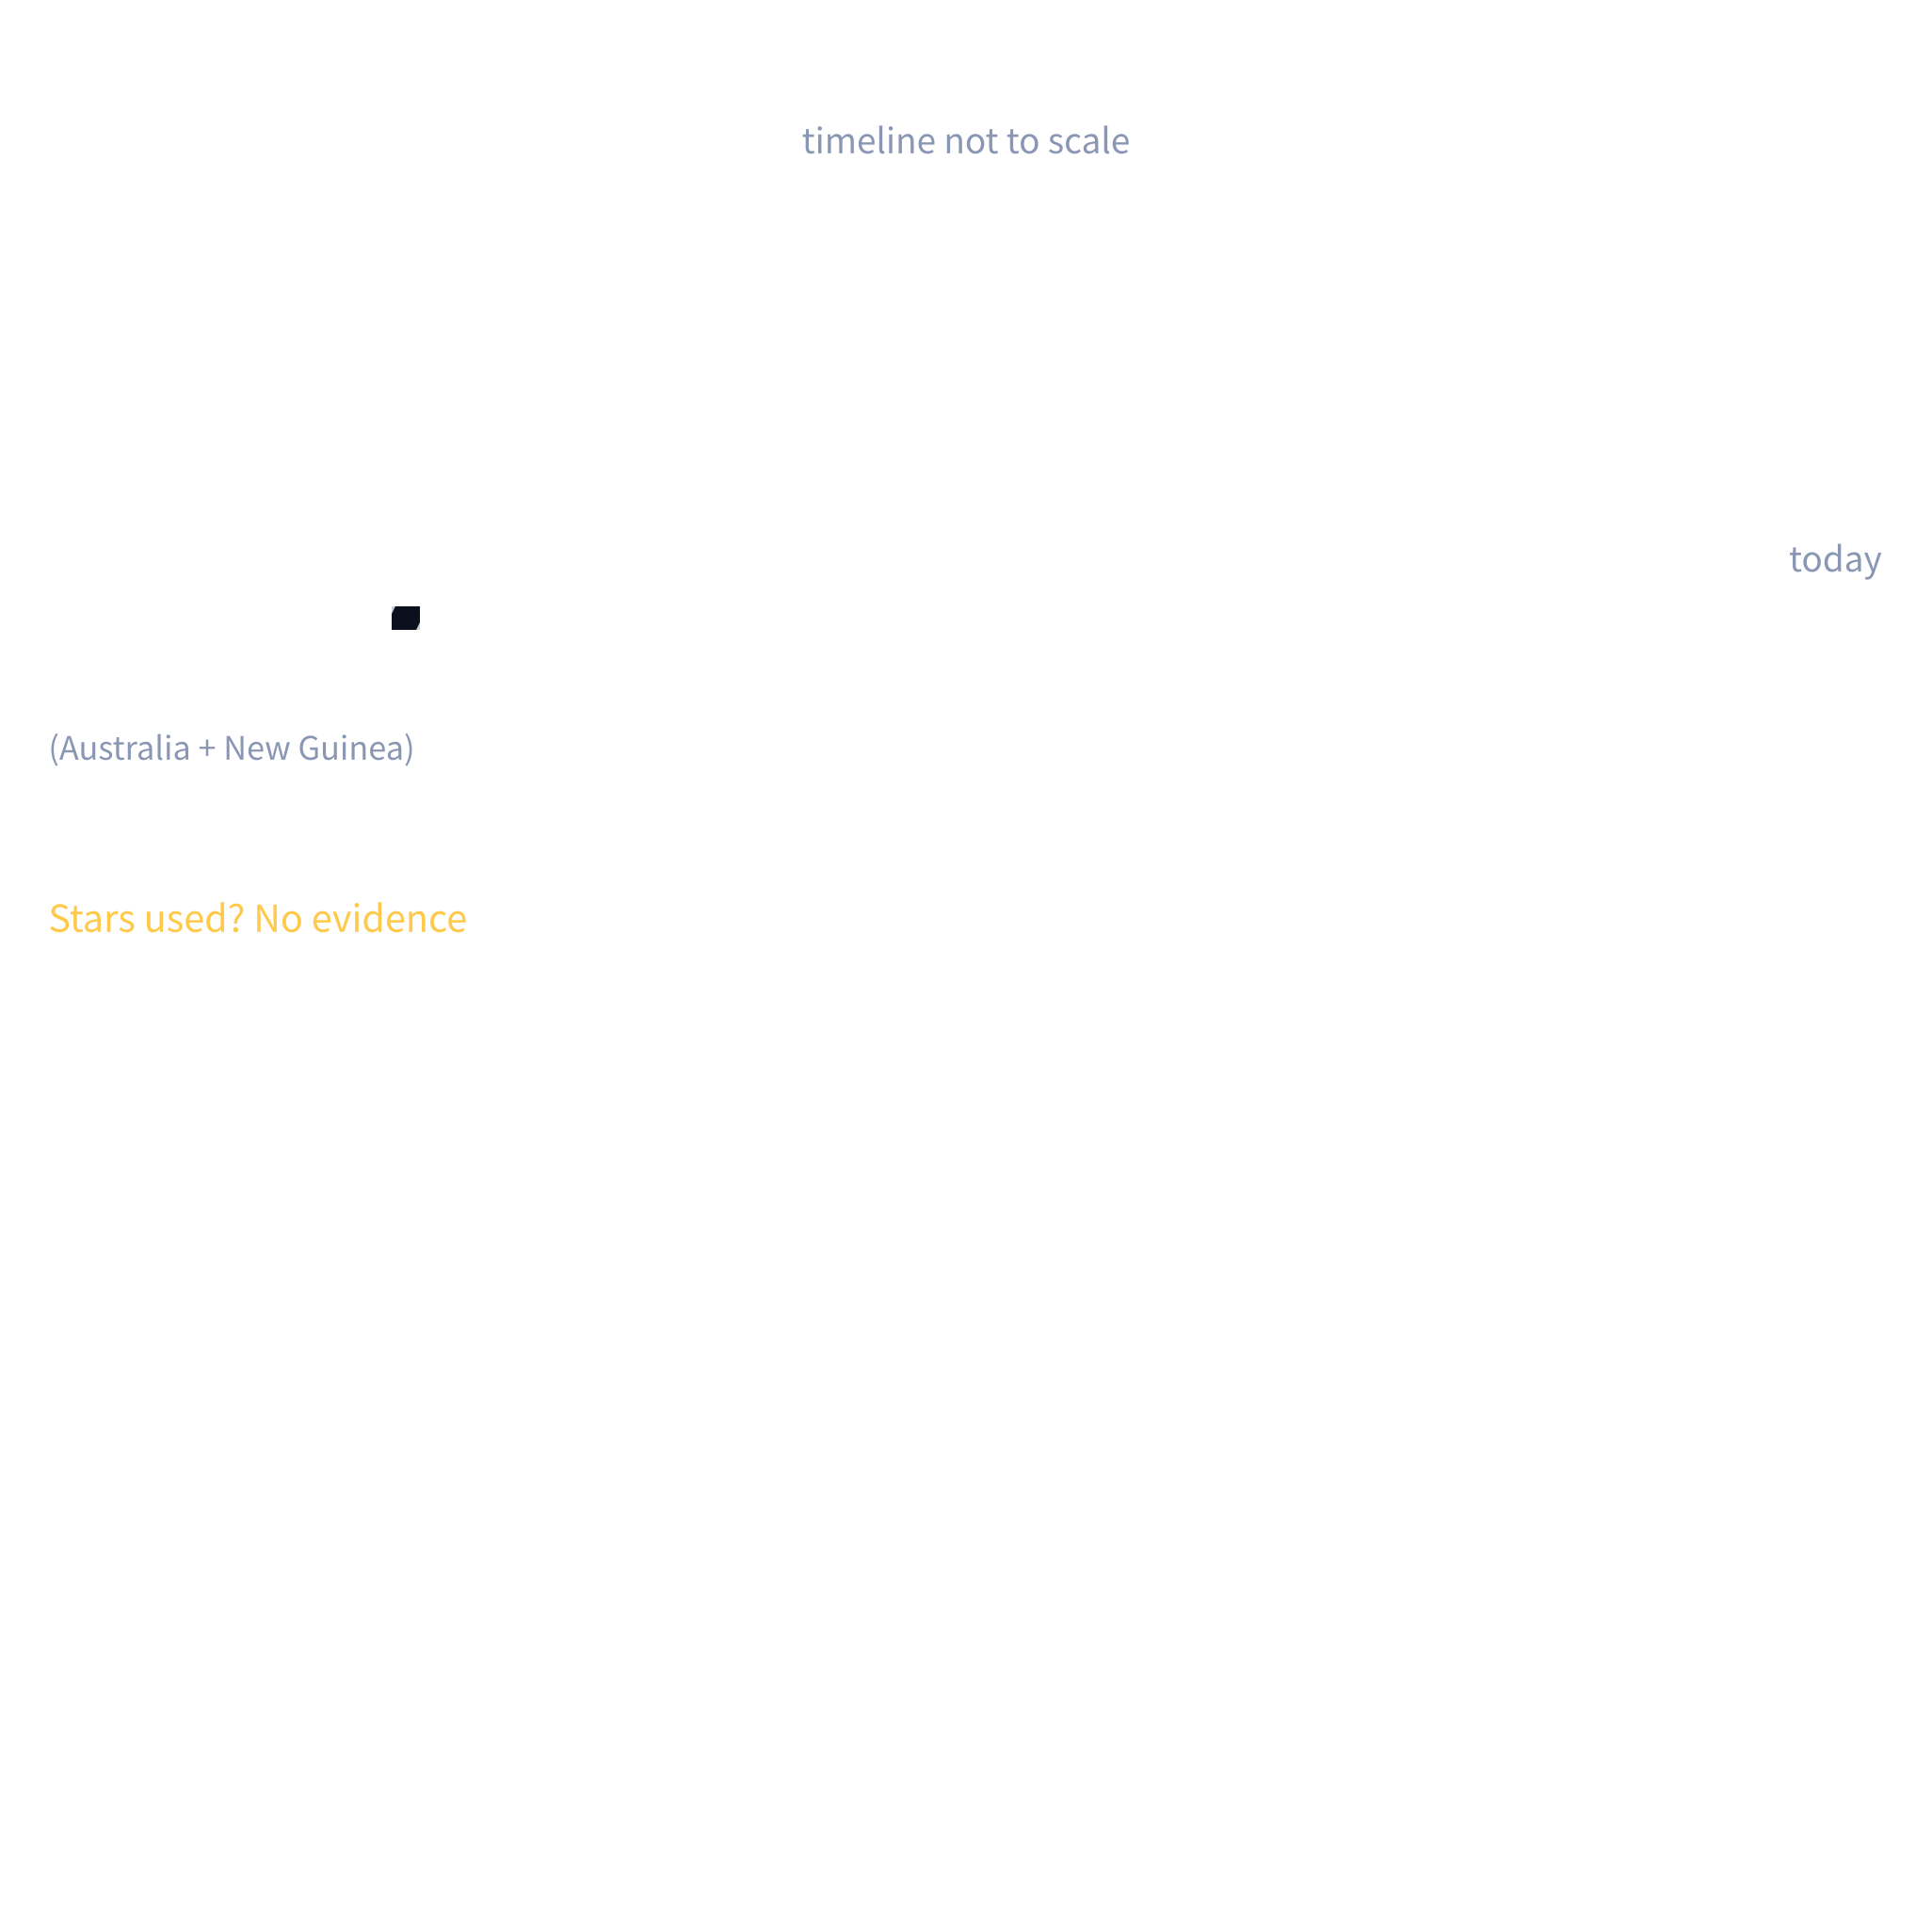 timeline not to scale
today
(Australia + New Guinea)
Stars used? No evidence